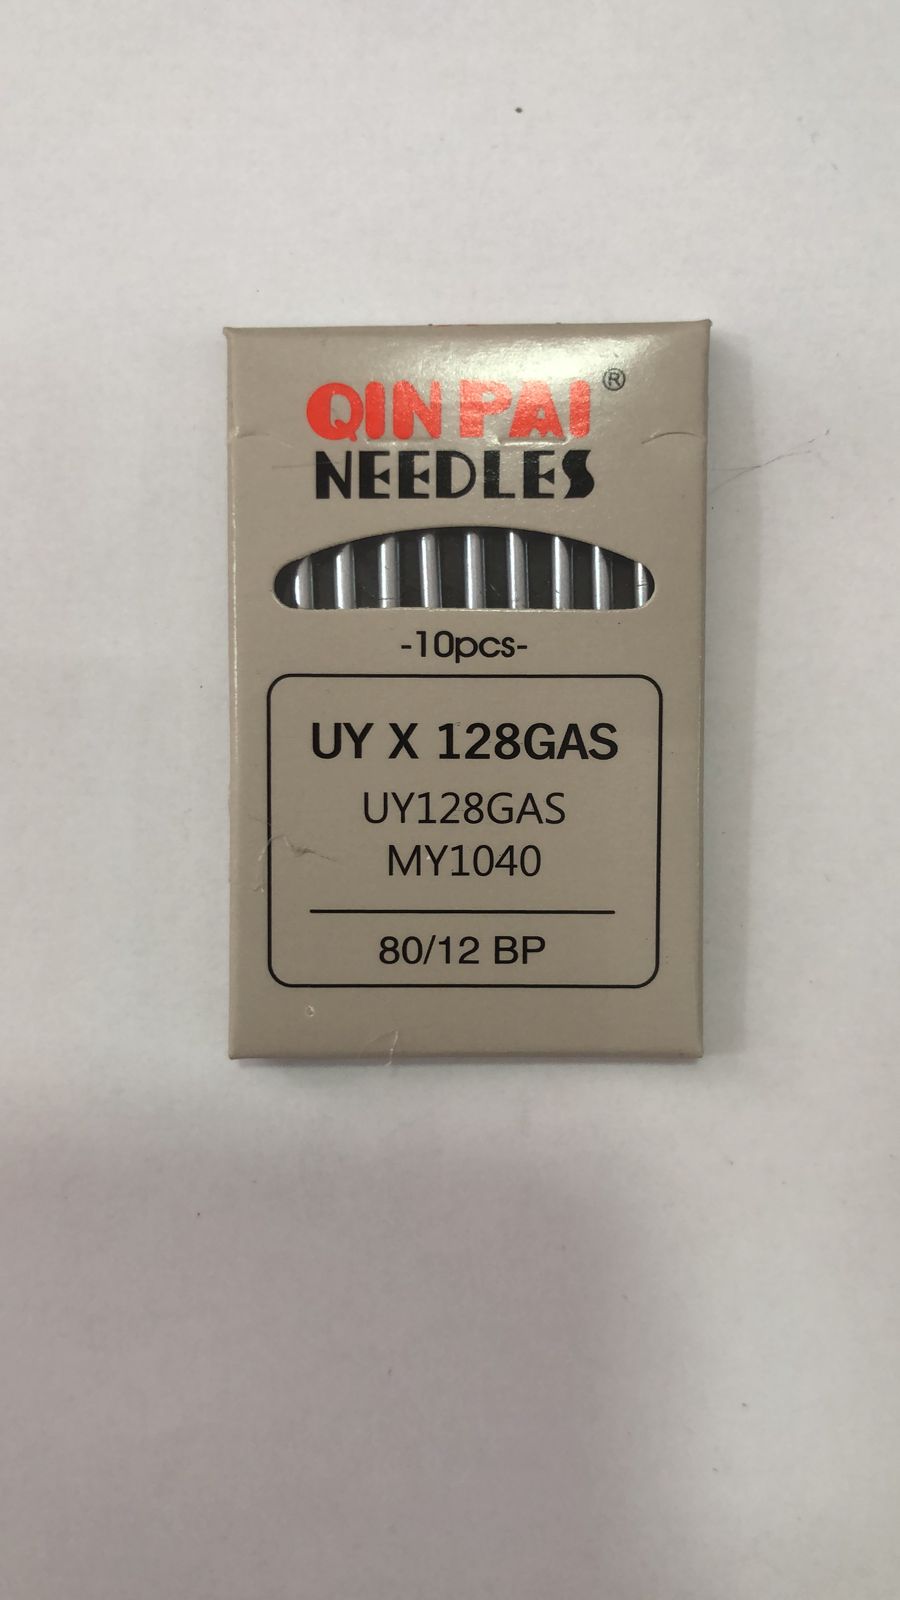 QIN PAI®
NEEDLES
-10pcs-
UY X 128GAS
UY128GAS
MY1040
80/12 BP